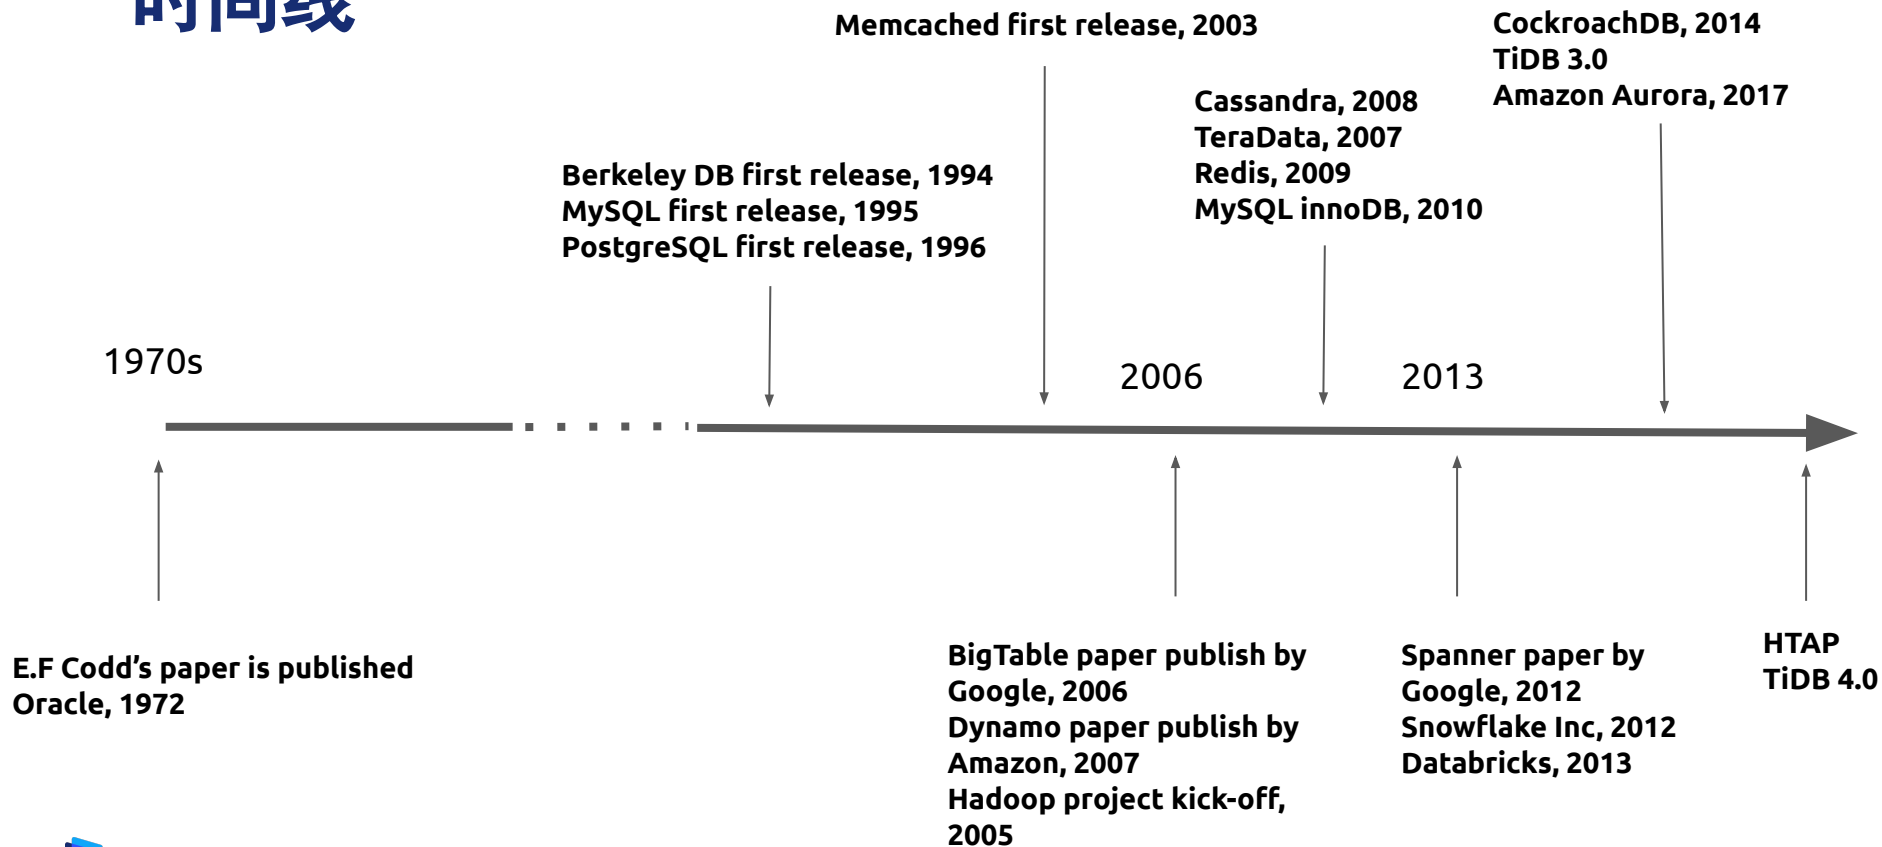 时间线
Memcached first release, 2003
CockroachDB, 2014
TiDB 3.0
Amazon Aurora, 2017
Cassandra, 2008
TeraData, 2007
Redis, 2009
MySQL innoDB, 2010
Berkeley DB first release, 1994
MySQL first release, 1995
PostgreSQL first release, 1996
1970s
2006
2013
E.F Codd’s paper is published
Oracle, 1972
BigTable paper publish by
Google, 2006
Dynamo paper publish by
Amazon, 2007
Hadoop project kick-off,
2005
Spanner paper by
Google, 2012
Snowflake Inc, 2012
Databricks, 2013
HTAP
TiDB 4.0